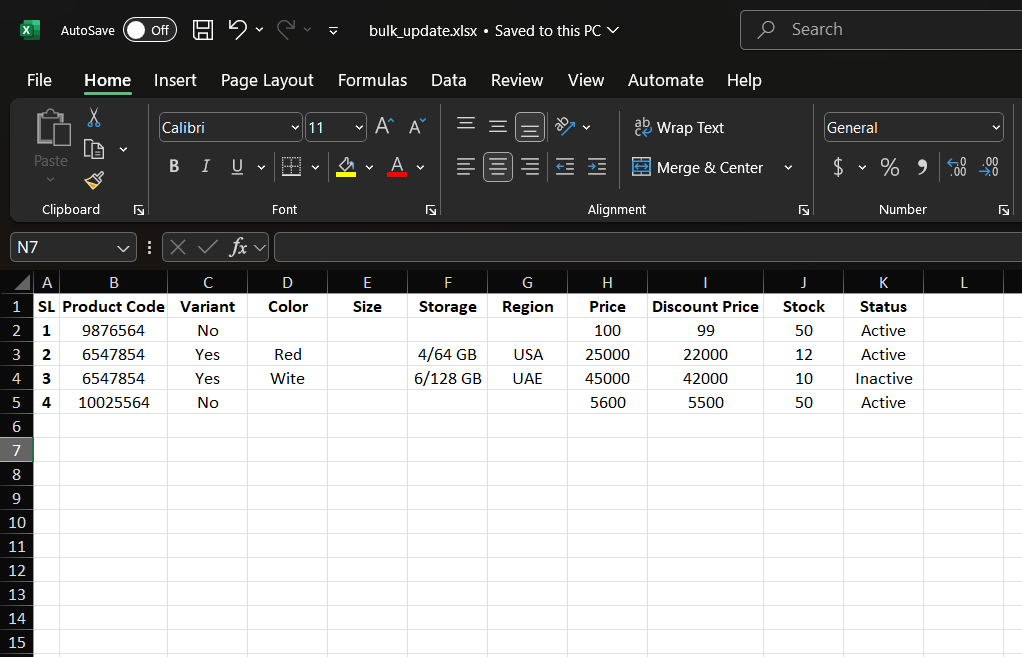 AutoSave Off bulk_update.xlsx • Saved to this PC Search
File Home Insert Page Layout Formulas Data Review View Automate Help
Paste Calibri 11 A A ab Wrap Text General
B I U A Merge & Center $ % 9 .00 .00
Clipboard Font Alignment Number
N7 fx
A B C D E F G H I J K L
1 SL Product Code Variant Color Size Storage Region Price Discount Price Stock Status
2 1 9876564 No 100 99 50 Active
3 2 6547854 Yes Red 4/64 GB USA 25000 22000 12 Active
4 3 6547854 Yes Wite 6/128 GB UAE 45000 42000 10 Inactive
5 4 10025564 No 5600 5500 50 Active
6
7
8
9
10
11
12
13
14
15